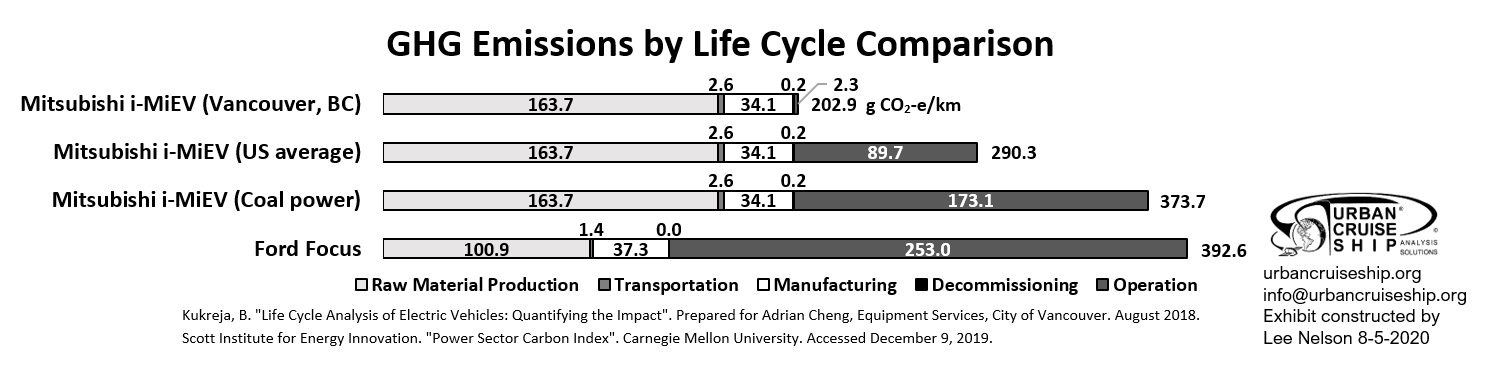 GHG Emissions by Life Cycle Comparison
2.6 0.2 2.3
Mitsubishi i-MiEV (Vancouver, BC) 163.7 34.1 202.9 g CO₂-e/km
2.6 0.2
Mitsubishi i-MiEV (US average) 163.7 34.1 89.7 290.3
2.6 0.2
Mitsubishi i-MiEV (Coal power) 163.7 34.1 173.1 373.7
1.4 0.0
Ford Focus 100.9 37.3 253.0 392.6
Raw Material Production Transportation Manufacturing Decommissioning Operation
Kukreja, B. "Life Cycle Analysis of Electric Vehicles: Quantifying the Impact". Prepared for Adrian Cheng, Equipment Services, City of Vancouver. August 2018.
Scott Institute for Energy Innovation. "Power Sector Carbon Index". Carnegie Mellon University. Accessed December 9, 2019.
URBAN®
CRUISE ©
SHIP ANALYSIS
SOLUTIONS
urbancruiseship.org
info@urbancruiseship.org
Exhibit constructed by
Lee Nelson 8-5-2020